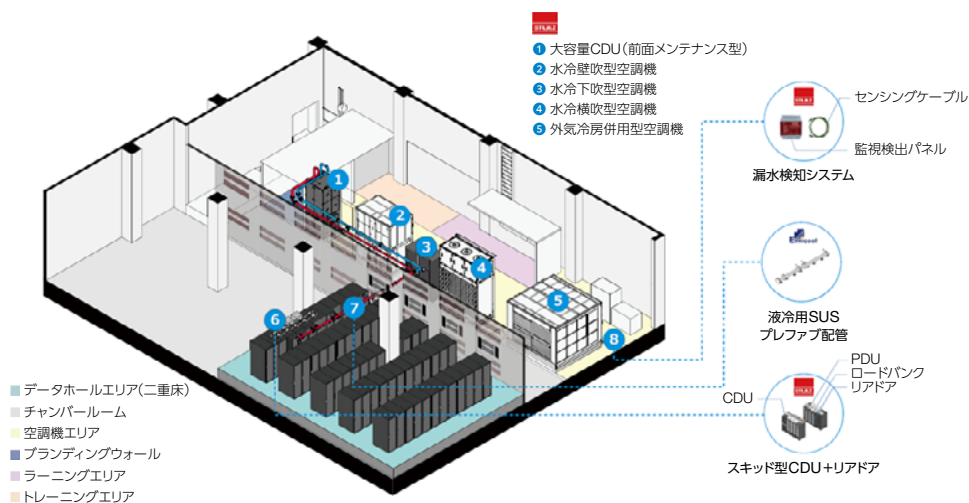 STULZ
1 大容量CDU(前面メンテナンス型)
2 水冷壁吹型空調機
3 水冷下吹型空調機
4 水冷横吹型空調機
5 外気冷房併用型空調機
センシングケーブル
監視検出パネル
漏水検知システム
1
2
3
4
5
6
7
8
液冷用SUS
プレファブ配管
PDU
ロードバンク
リアドア
CDU
スキッド型CDU+リアドア
データホールエリア(二重床)
チャンバールーム
空調機エリア
ブランディングウォール
ラーニングエリア
トレーニングエリア